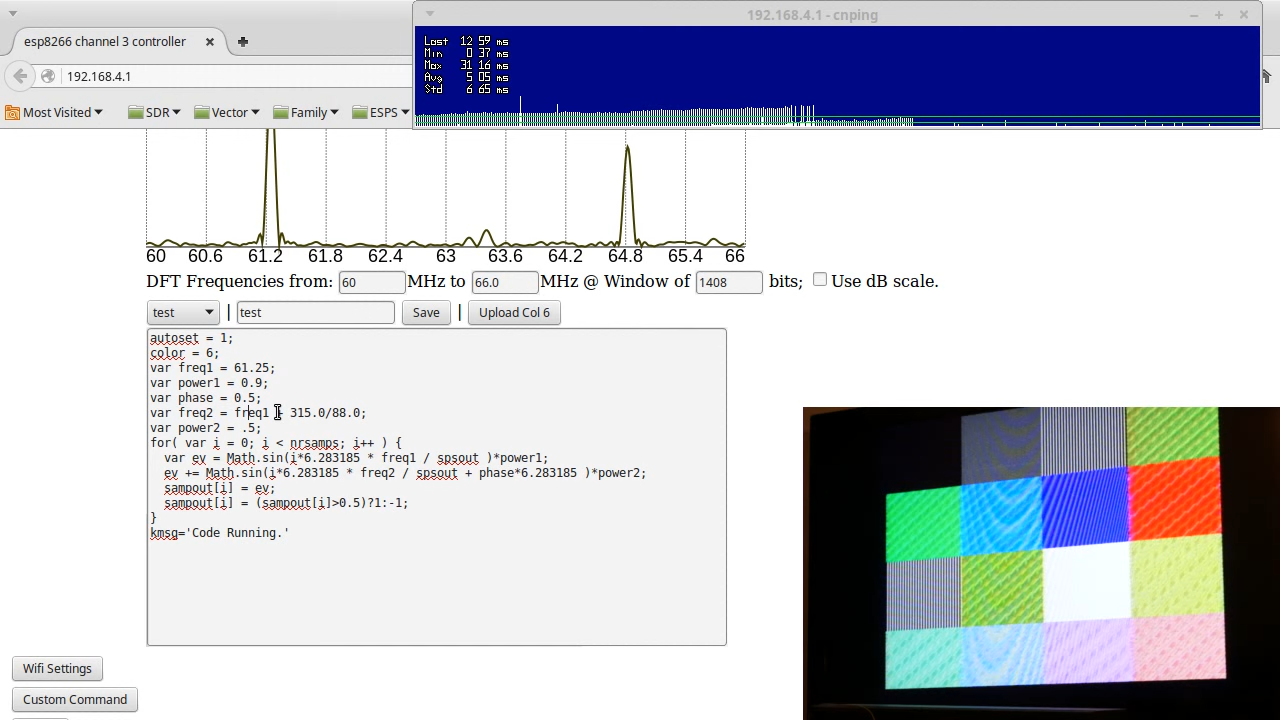 192.168.4.1 - cnping
esp8266 channel 3 controller
192.168.4.1
Most Visited SDR Vector Family ESPS
Last 12 59 ms
Min 0 37 ms
Max 31 16 ms
Avg 5 05 ms
Std 6 65 ms
60 60.6 61.2 61.8 62.4 63 63.6 64.2 64.8 65.4 66
DFT Frequencies from: 60 MHz to 66.0 MHz @ Window of 1408 bits; Use dB scale.
test | test Save | Upload Col 6
autoset = 1;
color = 6;
var freq1 = 61.25;
var power1 = 0.9;
var phase = 0.5;
var freq2 = freq1 315.0/88.0;
var power2 = .5;
for( var i = 0; i < nrsamps; i++ ) {
var ev = Math.sin(i*6.283185 * freq1 / spsout )*power1;
ev += Math.sin(i*6.283185 * freq2 / spsout + phase*6.283185 )*power2;
sampout[i] = ev;
sampout[i] = (sampout[i]>0.5)?1:-1;
}
kmsg='Code Running.'
Wifi Settings
Custom Command